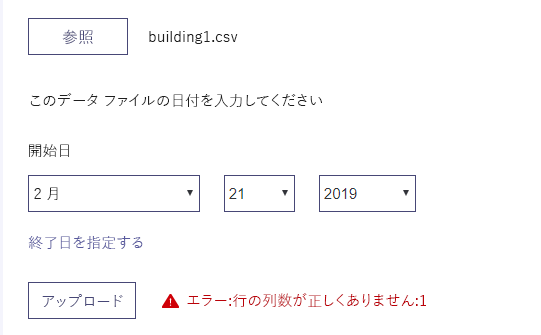 参照 building1.csv
このデータ ファイルの日付を入力してください
開始日
2 月 21 2019
終了日を指定する
アップロード エラー:行の列数が正しくありません:1